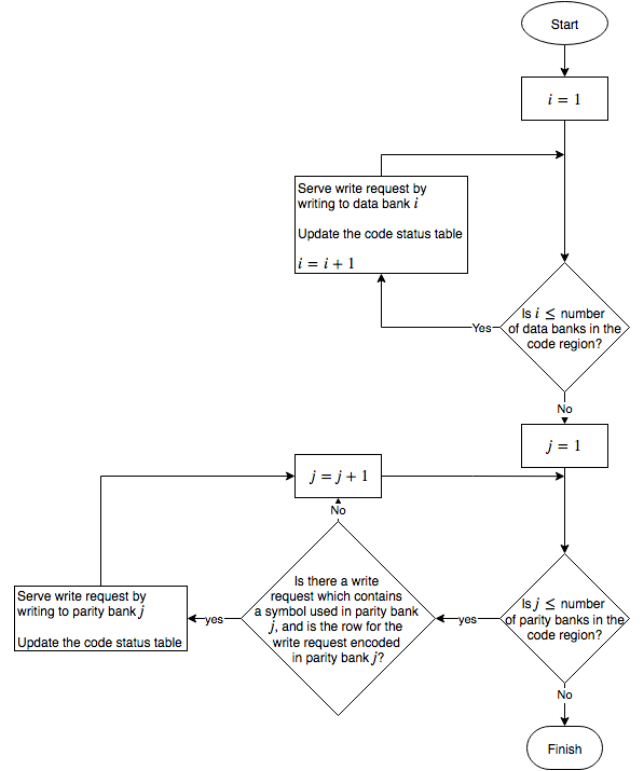 Start
i = 1
Serve write request by
writing to data bank i
Update the code status table
i = i + 1
Is i ≤ number
of data banks in the
code region?
Yes
No
j = 1
j = j + 1
No
Is there a write
request which contains
a symbol used in parity bank
j, and is the row for the
write request encoded
in parity bank j?
Serve write request by
writing to parity bank j
Update the code status table
yes
yes
Is j ≤ number
of parity banks in the
code region?
No
Finish